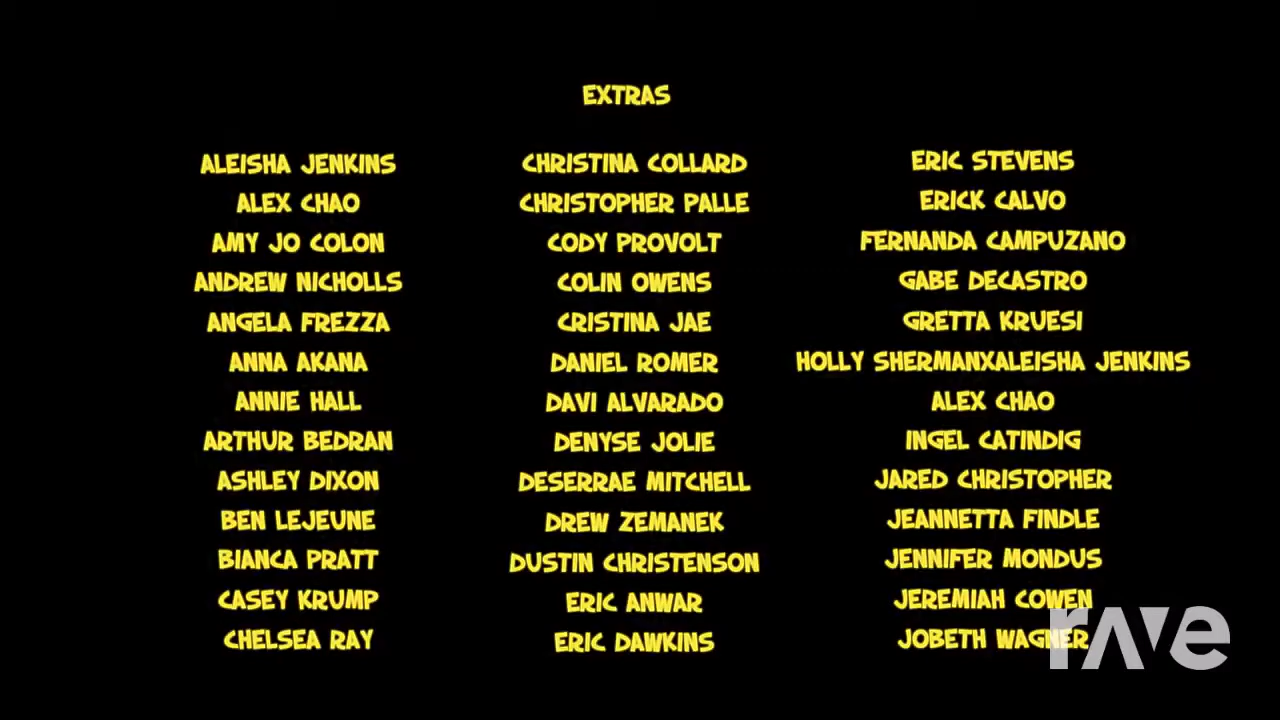 EXTRAS
ALEISHA JENKINS
ALEX CHAO
AMY JO COLON
ANDREW NICHOLLS
ANGELA FREZZA
ANNA AKANA
ANNIE HALL
ARTHUR BEDRAN
ASHLEY DIXON
BEN LEJEUNE
BIANCA PRATT
CASEY KRUMP
CHELSEA RAY
CHRISTINA COLLARD
CHRISTOPHER PALLE
CODY PROVOLT
COLIN OWENS
CRISTINA JAE
DANIEL ROMER
DAVI ALVARADO
DENYSE JOLIE
DESERRAE MITCHELL
DREW ZEMANEK
DUSTIN CHRISTENSON
ERIC ANWAR
ERIC DAWKINS
ERIC STEVENS
ERICK CALVO
FERNANDA CAMPUZANO
GABE DECASTRO
GRETTA KRUESI
HOLLY SHERMANXALEISHA JENKINS
ALEX CHAO
INGEL CATINDIG
JARED CHRISTOPHER
JEANNETTA FINDLE
JENNIFER MONDUS
JEREMIAH COWEN
JOBETH WAGNER
rave